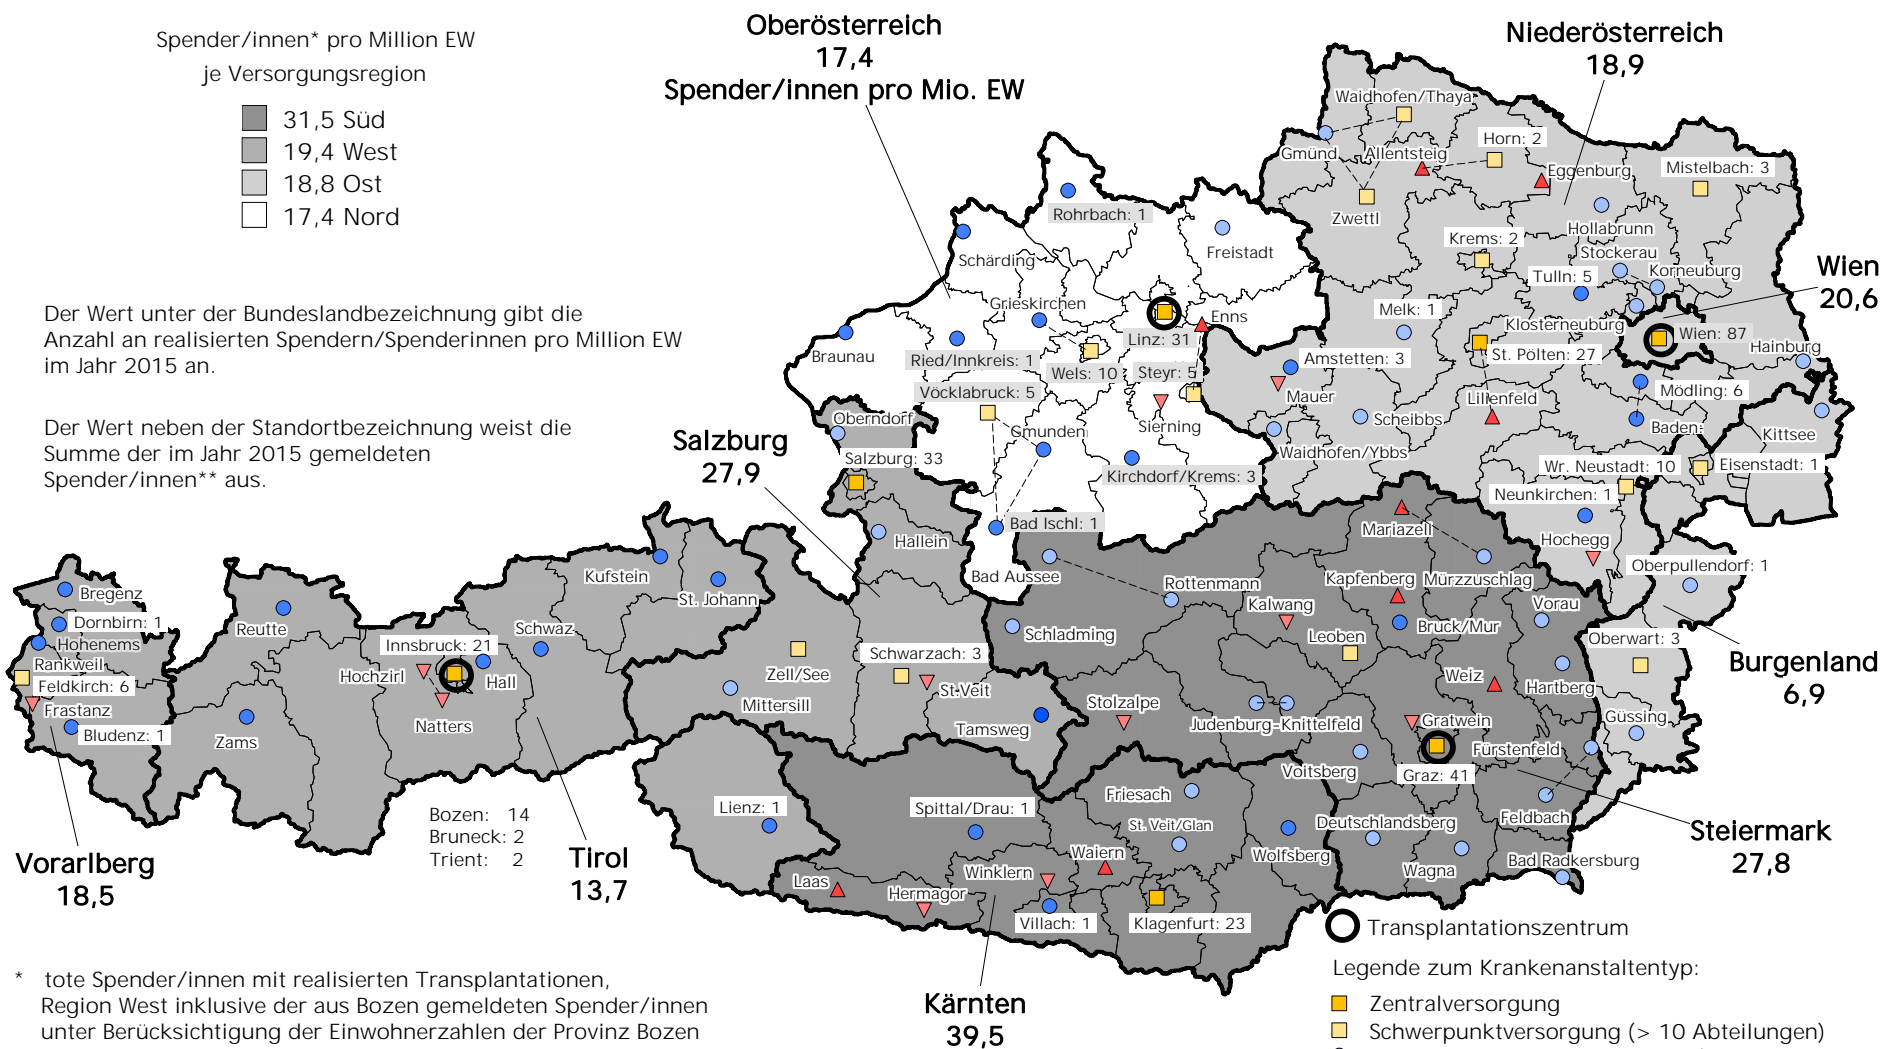 Spender/innen* pro Million EW
je Versorgungsregion
31,5 Süd
19,4 West
18,8 Ost
17,4 Nord
Der Wert unter der Bundeslandbezeichnung gibt die
Anzahl an realisierten Spendern/Spenderinnen pro Million EW
im Jahr 2015 an.
Der Wert neben der Standortbezeichnung weist die
Summe der im Jahr 2015 gemeldeten
Spender/innen** aus.
Oberösterreich
17,4
Spender/innen pro Mio. EW
Niederösterreich
18,9
Wien
20,6
Salzburg
27,9
Burgenland
6,9
Steiermark
27,8
Kärnten
39,5
Tirol
13,7
Vorarlberg
18,5
Waidhofen/Thaya
Gmünd
Allentsteig
Horn: 2
Eggenburg
Mistelbach: 3
Zwettl
Hollabrunn
Krems: 2
Stockerau
Korneuburg
Tulln: 5
Melk: 1
Klosterneuburg
Wien: 87
Hainburg
St. Pölten: 27
Amstetten: 3
Mauer
Lilienfeld
Mödling: 6
Scheibbs
Baden:
Kittsee
Waidhofen/Ybbs
Wr. Neustadt: 10
Eisenstadt: 1
Neunkirchen: 1
Hochegg
Oberpullendorf: 1
Oberwart: 3
Güssing
Rohrbach: 1
Freistadt
Schärding
Grieskirchen
Enns
Linz: 31
Braunau
Ried/Innkreis: 1
Wels: 10
Steyr: 5
Vöcklabruck: 5
Gmunden
Sierning
Kirchdorf/Krems: 3
Bad Ischl: 1
Oberndorf
Salzburg: 33
Hallein
Bad Aussee
Rottenmann
Mariazell
Kapfenberg
Mürzzuschlag
Kalwang
Vorau
Schladming
Leoben
Bruck/Mur
Weiz
Hartberg
Stolzalpe
Judenburg-Knittelfeld
Gratwein
Fürstenfeld
Voitsberg
Graz: 41
Feldbach
Deutschlandsberg
Wagna
Bad Radkersburg
Zell/See
Schwarzach: 3
St.Veit
Mittersill
Tamsweg
Kufstein
St. Johann
Bregenz
Dornbirn: 1
Hohenems
Reutte
Schwaz
Innsbruck: 21
Rankweil
Hochzirl
Hall
Feldkirch: 6
Frastanz
Natters
Bludenz: 1
Zams
Bozen: 14
Bruneck: 2
Trient: 2
Lienz: 1
Spittal/Drau: 1
Friesach
St. Veit/Glan
Waiern
Wolfsberg
Winklern
Laas
Hermagor
Villach: 1
Klagenfurt: 23
* tote Spender/innen mit realisierten Transplantationen,
Region West inklusive der aus Bozen gemeldeten Spender/innen
unter Berücksichtigung der Einwohnerzahlen der Provinz Bozen
Transplantationszentrum
Legende zum Krankenanstaltentyp:
Zentralversorgung
Schwerpunktversorgung (> 10 Abteilungen)